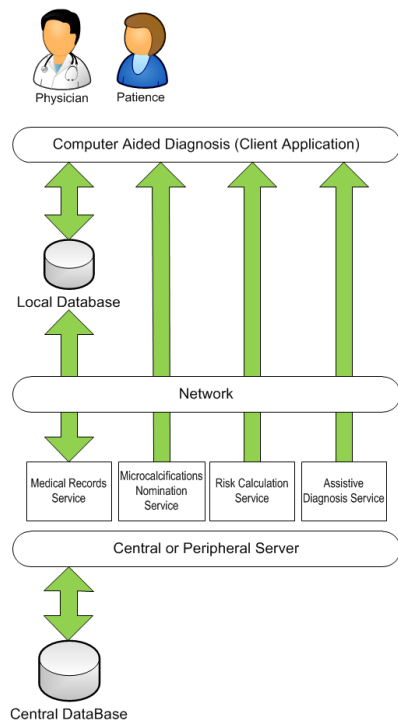 Physician
Patience
Computer Aided Diagnosis (Client Application)
Local Database
Network
Medical Records
Service
Microcalcifications
Nomination
Service
Risk Calculation
Service
Assistive
Diagnosis Service
Central or Peripheral Server
Central DataBase